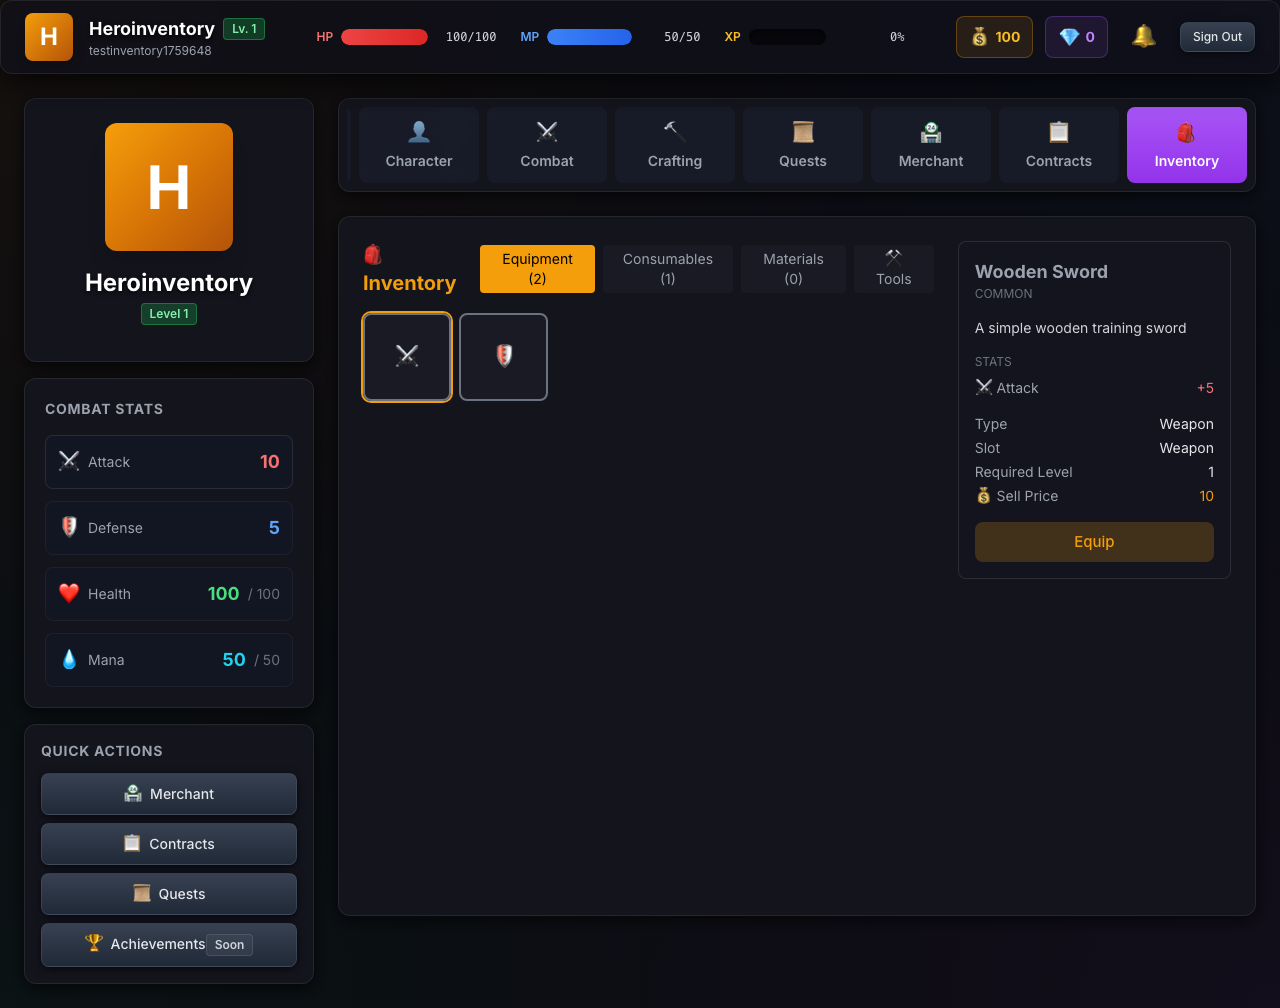 H
Heroinventory Lv. 1
testinventory1759648
HP 100/100 MP 50/50 XP 0%
100
0
Sign Out
H
Heroinventory
Level 1
COMBAT STATS
Attack 10
Defense 5
Health 100 / 100
Mana 50 / 50
QUICK ACTIONS
Merchant
Contracts
Quests
Achievements Soon
Character
Combat
Crafting
Quests
Merchant
Contracts
Inventory
Inventory
Equipment
(2)
Consumables
(1)
Materials
(0)
Tools
Wooden Sword
COMMON
A simple wooden training sword
STATS
Attack +5
Type Weapon
Slot Weapon
Required Level 1
Sell Price 10
Equip